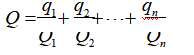 Q = q₁/Q₁ + q₂/Q₂ + ⋯ + qₙ/Qₙ